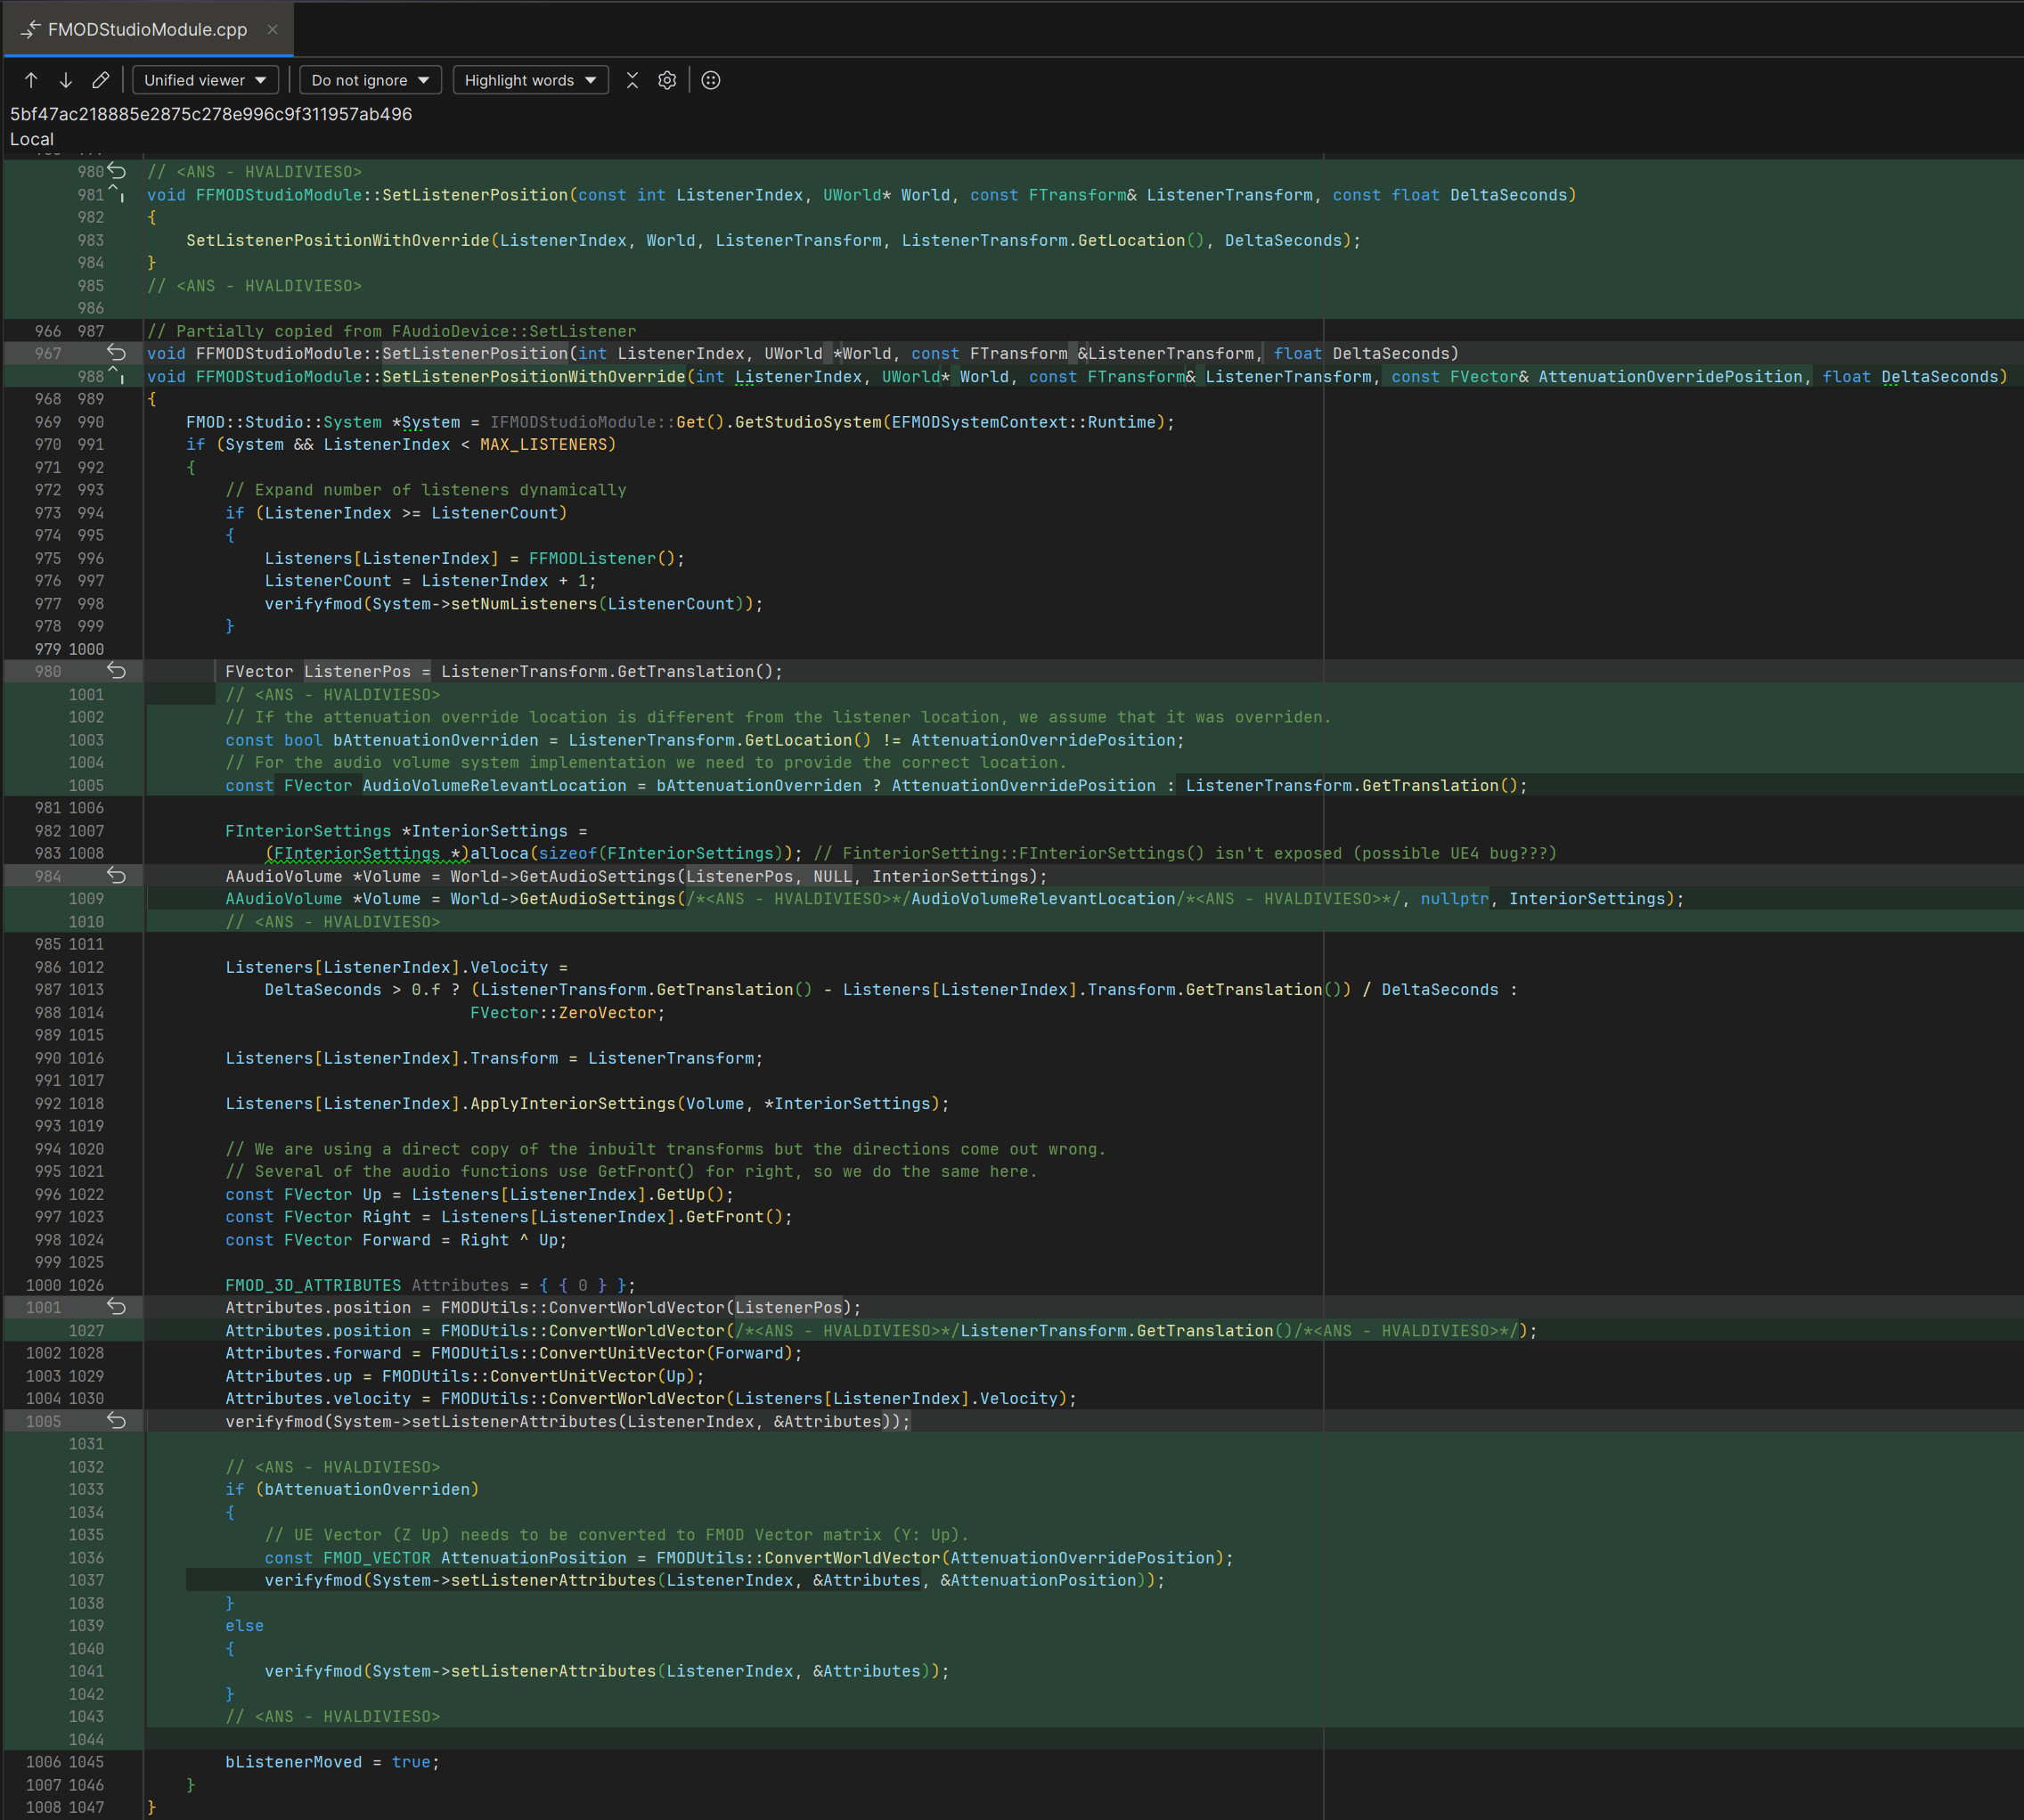 FMODStudioModule.cpp
Unified viewer Do not ignore Highlight words
5bf47ac218885e2875c278e996c9f311957ab496
Local
980 // <ANS - HVALDIVIESO>
981 void FFMODStudioModule::SetListenerPosition(const int ListenerIndex, UWorld* World, const FTransform& ListenerTransform, const float DeltaSeconds)
982 {
983 SetListenerPositionWithOverride(ListenerIndex, World, ListenerTransform, ListenerTransform.GetLocation(), DeltaSeconds);
984 }
985 // <ANS - HVALDIVIESO>
986
966 987 // Partially copied from FAudioDevice::SetListener
967 void FFMODStudioModule::SetListenerPosition(int ListenerIndex, UWorld *World, const FTransform &ListenerTransform, float DeltaSeconds)
988 void FFMODStudioModule::SetListenerPositionWithOverride(int ListenerIndex, UWorld* World, const FTransform& ListenerTransform, const FVector& AttenuationOverridePosition, float DeltaSeconds)
968 989 {
969 990 FMOD::Studio::System *System = IFMODStudioModule::Get().GetStudioSystem(EFMODSystemContext::Runtime);
970 991 if (System && ListenerIndex < MAX_LISTENERS)
971 992 {
972 993 // Expand number of listeners dynamically
973 994 if (ListenerIndex >= ListenerCount)
974 995 {
975 996 Listeners[ListenerIndex] = FFMODListener();
976 997 ListenerCount = ListenerIndex + 1;
977 998 verifyfmod(System->setNumListeners(ListenerCount));
978 999 }
979 1000
980 FVector ListenerPos = ListenerTransform.GetTranslation();
1001 // <ANS - HVALDIVIESO>
1002 // If the attenuation override location is different from the listener location, we assume that it was overriden.
1003 const bool bAttenuationOverriden = ListenerTransform.GetLocation() != AttenuationOverridePosition;
1004 // For the audio volume system implementation we need to provide the correct location.
1005 const FVector AudioVolumeRelevantLocation = bAttenuationOverriden ? AttenuationOverridePosition : ListenerTransform.GetTranslation();
981 1006
982 1007 FInteriorSettings *InteriorSettings =
983 1008 (FInteriorSettings *)alloca(sizeof(FInteriorSettings)); // FinteriorSetting::FInteriorSettings() isn't exposed (possible UE4 bug???)
984 AAudioVolume *Volume = World->GetAudioSettings(ListenerPos, NULL, InteriorSettings);
1009 AAudioVolume *Volume = World->GetAudioSettings(/*<ANS - HVALDIVIESO>*/AudioVolumeRelevantLocation/*<ANS - HVALDIVIESO>*/, nullptr, InteriorSettings);
1010 // <ANS - HVALDIVIESO>
985 1011
986 1012 Listeners[ListenerIndex].Velocity =
987 1013 DeltaSeconds > 0.f ? (ListenerTransform.GetTranslation() - Listeners[ListenerIndex].Transform.GetTranslation()) / DeltaSeconds :
988 1014 FVector::ZeroVector;
989 1015
990 1016 Listeners[ListenerIndex].Transform = ListenerTransform;
991 1017
992 1018 Listeners[ListenerIndex].ApplyInteriorSettings(Volume, *InteriorSettings);
993 1019
994 1020 // We are using a direct copy of the inbuilt transforms but the directions come out wrong.
995 1021 // Several of the audio functions use GetFront() for right, so we do the same here.
996 1022 const FVector Up = Listeners[ListenerIndex].GetUp();
997 1023 const FVector Right = Listeners[ListenerIndex].GetFront();
998 1024 const FVector Forward = Right ^ Up;
999 1025
1000 1026 FMOD_3D_ATTRIBUTES Attributes = { { 0 } };
1001 Attributes.position = FMODUtils::ConvertWorldVector(ListenerPos);
1027 Attributes.position = FMODUtils::ConvertWorldVector(/*<ANS - HVALDIVIESO>*/ListenerTransform.GetTranslation()/*<ANS - HVALDIVIESO>*/);
1002 1028 Attributes.forward = FMODUtils::ConvertUnitVector(Forward);
1003 1029 Attributes.up = FMODUtils::ConvertUnitVector(Up);
1004 1030 Attributes.velocity = FMODUtils::ConvertWorldVector(Listeners[ListenerIndex].Velocity);
1005 verifyfmod(System->setListenerAttributes(ListenerIndex, &Attributes));
1031
1032 // <ANS - HVALDIVIESO>
1033 if (bAttenuationOverriden)
1034 {
1035 // UE Vector (Z Up) needs to be converted to FMOD Vector matrix (Y: Up).
1036 const FMOD_VECTOR AttenuationPosition = FMODUtils::ConvertWorldVector(AttenuationOverridePosition);
1037 verifyfmod(System->setListenerAttributes(ListenerIndex, &Attributes, &AttenuationPosition));
1038 }
1039 else
1040 {
1041 verifyfmod(System->setListenerAttributes(ListenerIndex, &Attributes));
1042 }
1043 // <ANS - HVALDIVIESO>
1044
1006 1045 bListenerMoved = true;
1007 1046 }
1008 1047 }